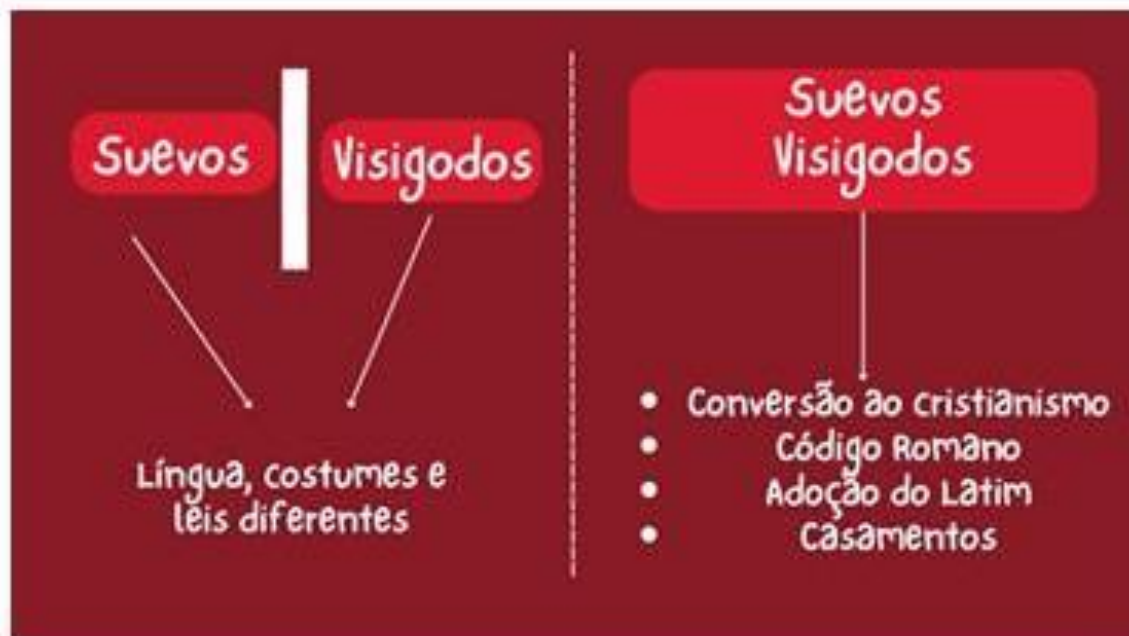 Suevos
Visigodos
Língua, costumes e
leis diferentes
Suevos
Visigodos
• Conversão ao Cristianismo
• Código Romano
• Adoção do Latim
• Casamentos